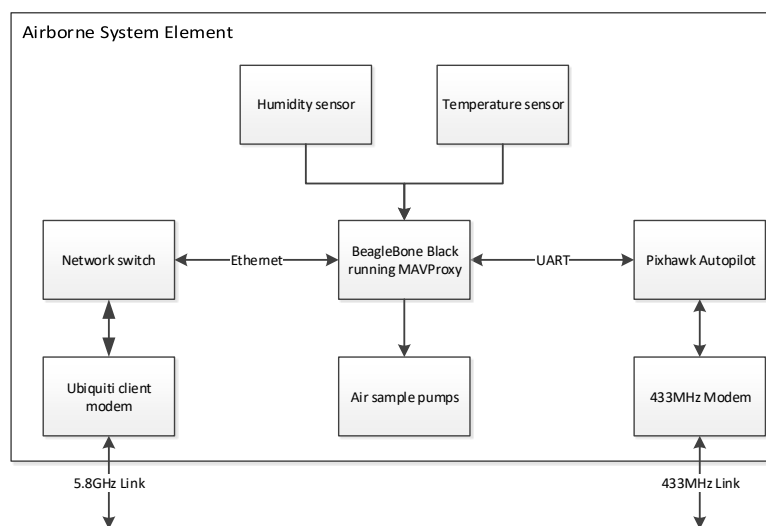 Airborne System Element
Humidity sensor
Temperature sensor
Network switch
Ethernet
BeagleBone Black
running MAVProxy
UART
Pixhawk Autopilot
Ubiquiti client
modem
Air sample pumps
433MHz Modem
5.8GHz Link
433MHz Link